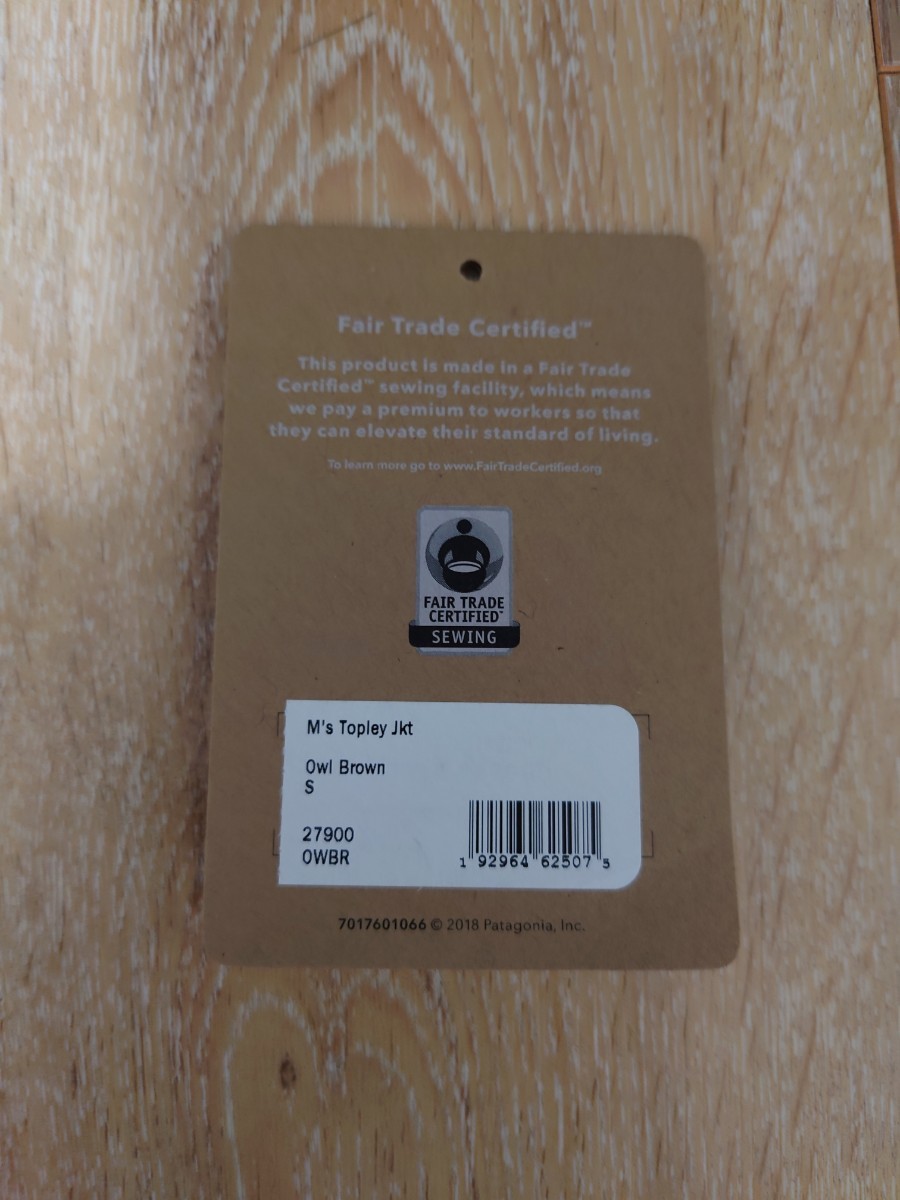 Fair Trade Certified™
This product is made in a Fair Trade
Certified™ sewing facility, which means
we pay a premium to workers so that
they can elevate their standard of living.
To learn more go to www.FairTradeCertified.org
FAIR TRADE
CERTIFIED™
SEWING
M's Topley Jkt
Owl Brown
S
27900
OWBR
1 92964 62507 5
7017601066 © 2018 Patagonia, Inc.